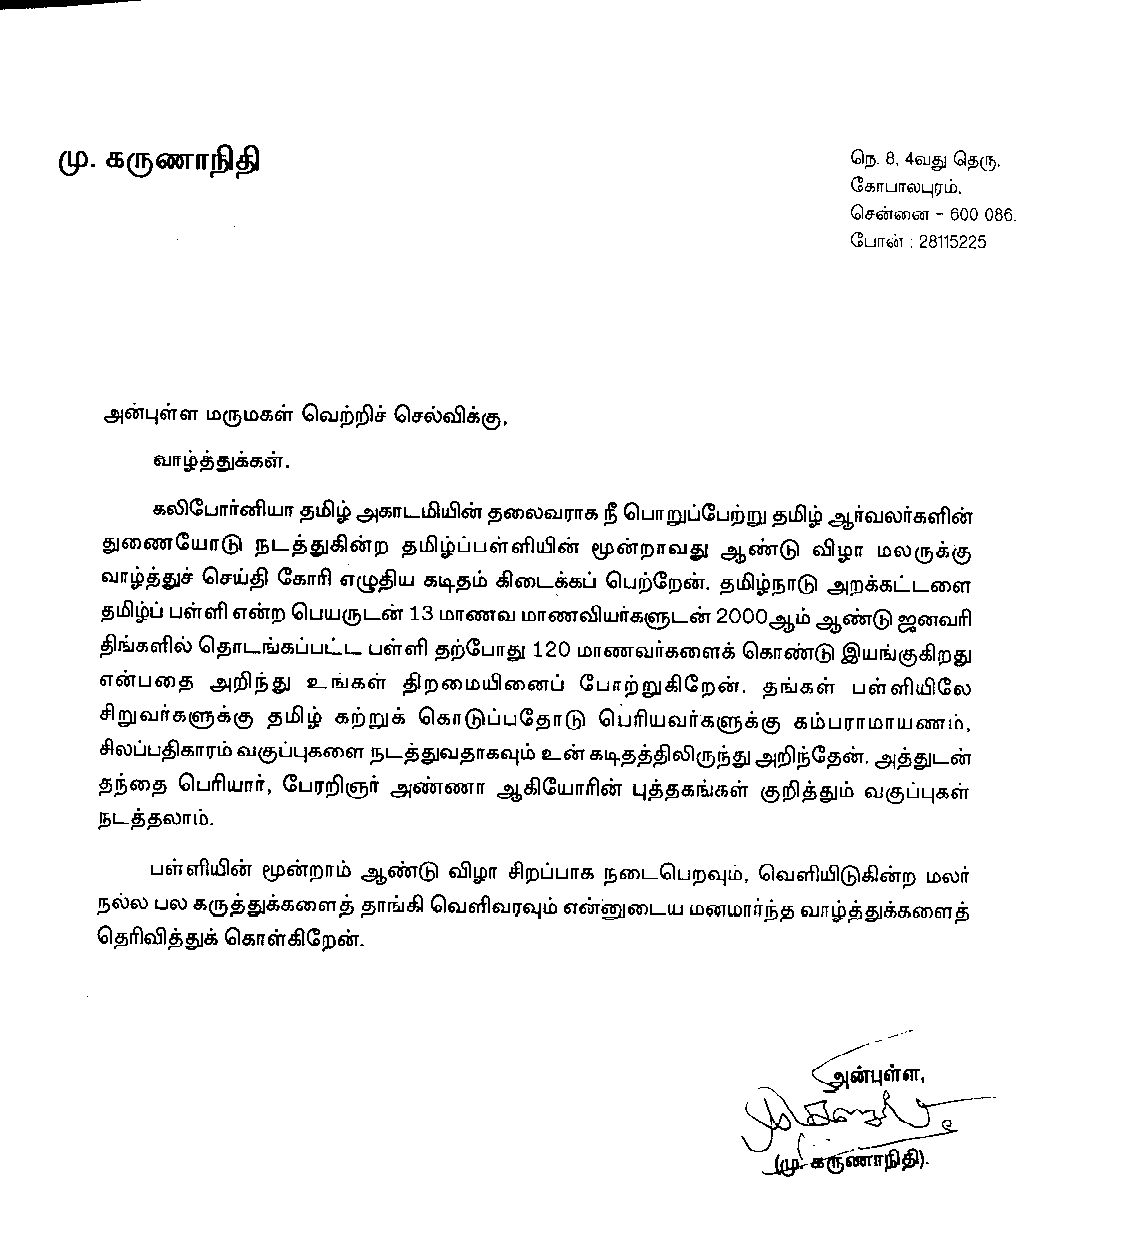 மு. கருணாநிதி
நெ. 8, 4வது தெரு,
கோபாலபுரம்,
சென்னை - 600 086.
போன் : 28115225
அன்புள்ள மருமகள் வெற்றிச் செல்விக்கு,
வாழ்த்துக்கள்.
கலிபோர்னியா தமிழ் அகாடமியின் தலைவராக நீ பொறுப்பேற்று தமிழ் ஆர்வலர்களின்
துணையோடு நடத்துகின்ற தமிழ்ப்பள்ளியின் மூன்றாவது ஆண்டு விழா மலருக்கு
வாழ்த்துச் செய்தி கோரி எழுதிய கடிதம் கிடைக்கப் பெற்றேன். தமிழ்நாடு அறக்கட்டளை
தமிழ்ப் பள்ளி என்ற பெயருடன் 13 மாணவ மாணவியர்களுடன் 2000ஆம் ஆண்டு ஜனவரி
திங்களில் தொடங்கப்பட்ட பள்ளி தற்போது 120 மாணவர்களைக் கொண்டு இயங்குகிறது
என்பதை அறிந்து உங்கள் திறமையினைப் போற்றுகிறேன். தங்கள் பள்ளியிலே
சிறுவர்களுக்கு தமிழ் கற்றுக் கொடுப்பதோடு பெரியவர்களுக்கு கம்பராமாயணம்,
சிலப்பதிகாரம் வகுப்புகளை நடத்துவதாகவும் உன் கடிதத்திலிருந்து அறிந்தேன். அத்துடன்
தந்தை பெரியார், பேரறிஞர் அண்ணா ஆகியோரின் புத்தகங்கள் குறித்தும் வகுப்புகள்
நடத்தலாம்.
பள்ளியின் மூன்றாம் ஆண்டு விழா சிறப்பாக நடைபெறவும், வெளியிடுகின்ற மலர்
நல்ல பல கருத்துக்களைத் தாங்கி வெளிவரவும் என்னுடைய மனமார்ந்த வாழ்த்துக்களைத்
தெரிவித்துக் கொள்கிறேன்.
அன்புள்ள,
(மு. கருணாநிதி).